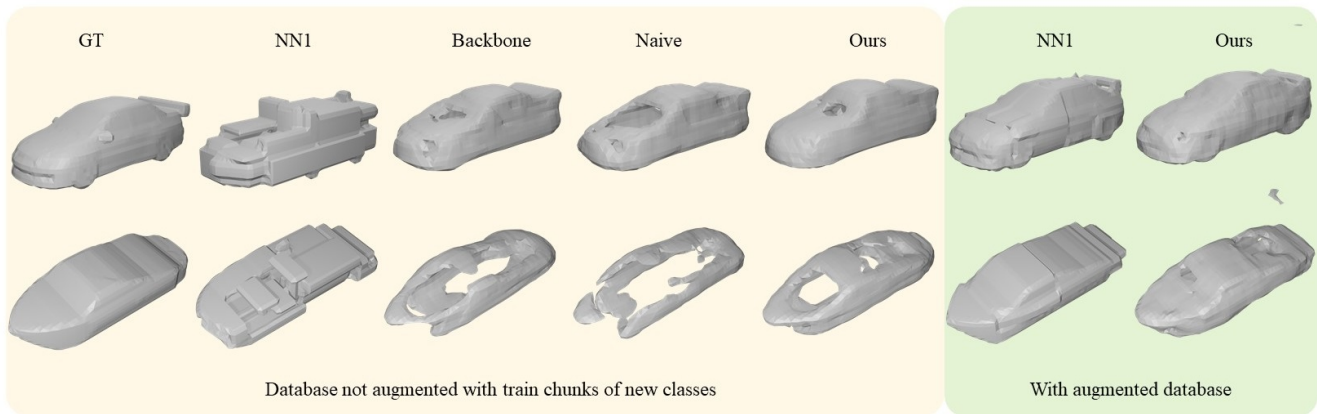 GT NN1 Backbone Naive Ours NN1 Ours
Database not augmented with train chunks of new classes With augmented database